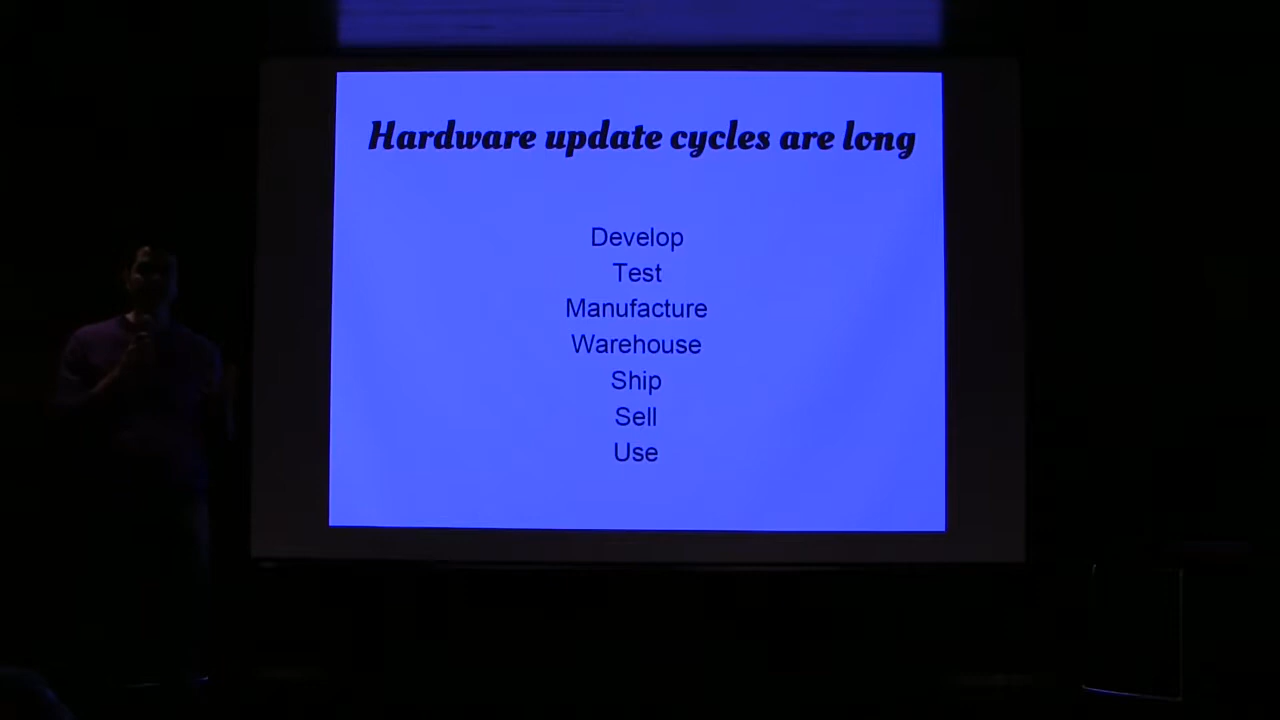 Hardware update cycles are long
Develop
Test
Manufacture
Warehouse
Ship
Sell
Use